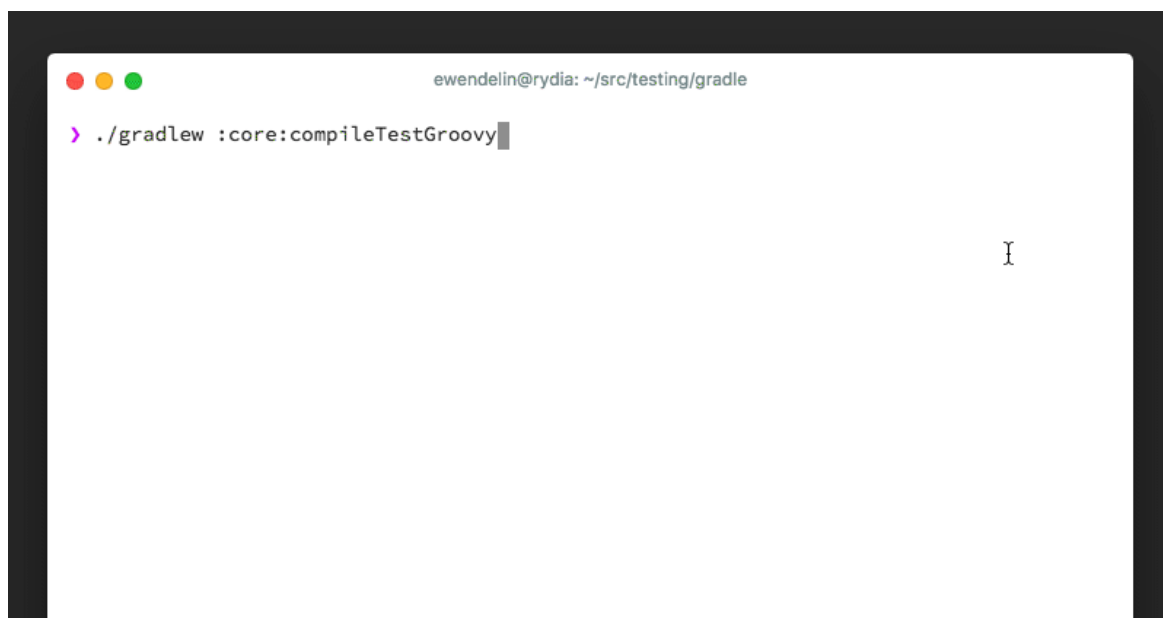 ewendelin@rydia: ~/src/testing/gradle
❯ ./gradlew :core:compileTestGroovy